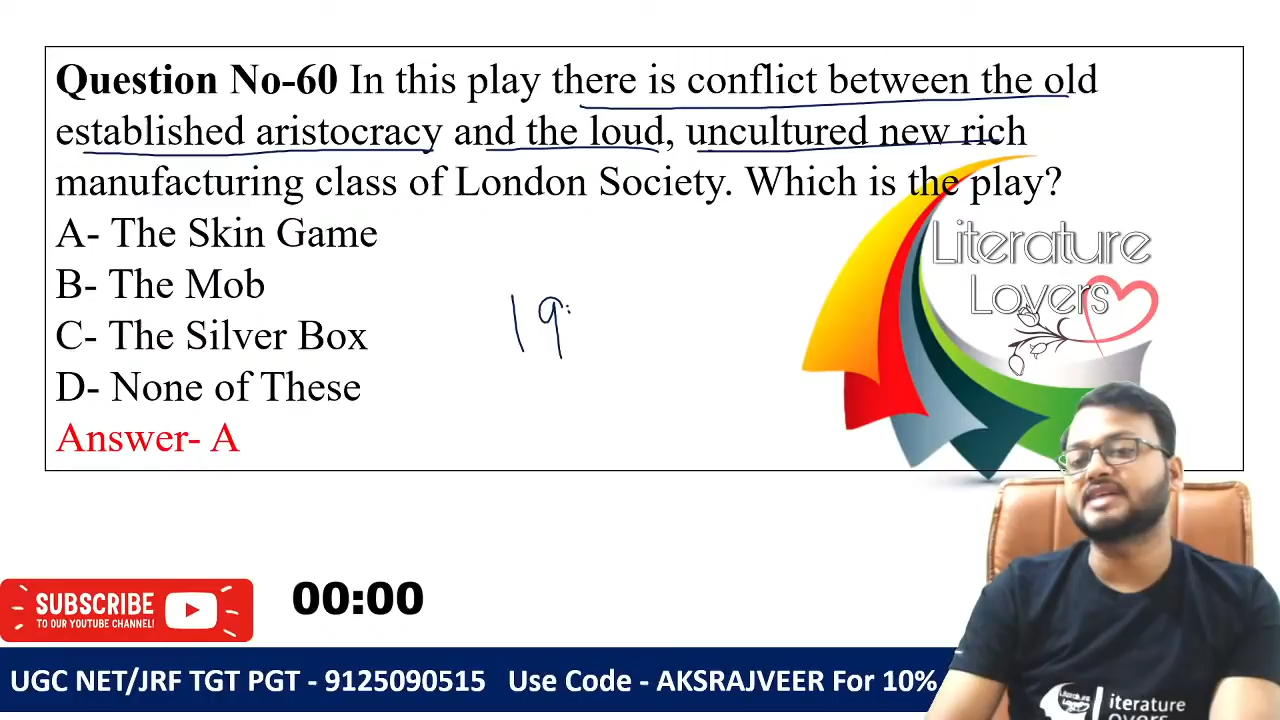 Question No-60 In this play there is conflict between the old
established aristocracy and the loud, uncultured new rich
manufacturing class of London Society. Which is the play?
A- The Skin Game
B- The Mob
C- The Silver Box
D- None of These
Answer- A
19
Literature
Lovers
SUBSCRIBE
TO OUR YOUTUBE CHANNEL!
00:00
UGC NET/JRF TGT PGT - 9125090515 Use Code - AKSRAJVEER For 10%
iterature